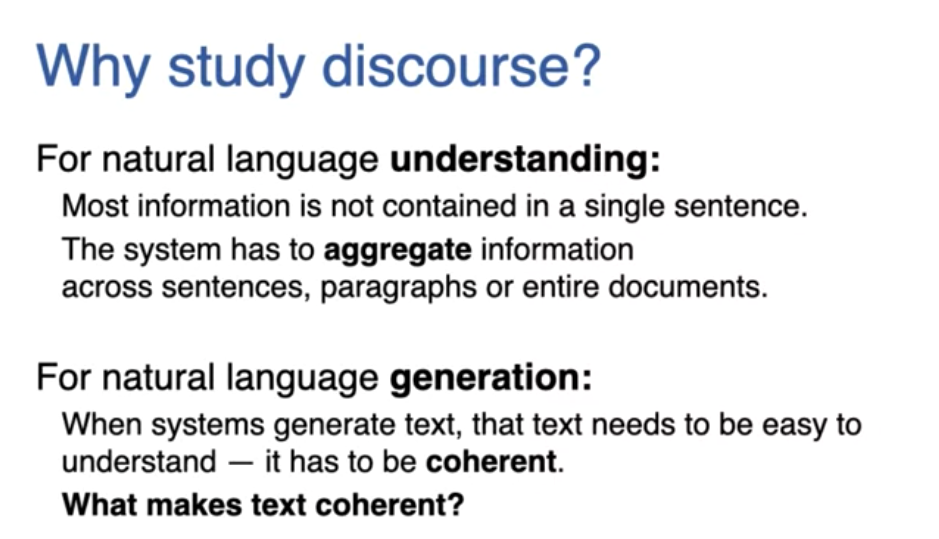 Why study discourse?
For natural language understanding:
Most information is not contained in a single sentence.
The system has to aggregate information
across sentences, paragraphs or entire documents.
For natural language generation:
When systems generate text, that text needs to be easy to
understand — it has to be coherent.
What makes text coherent?